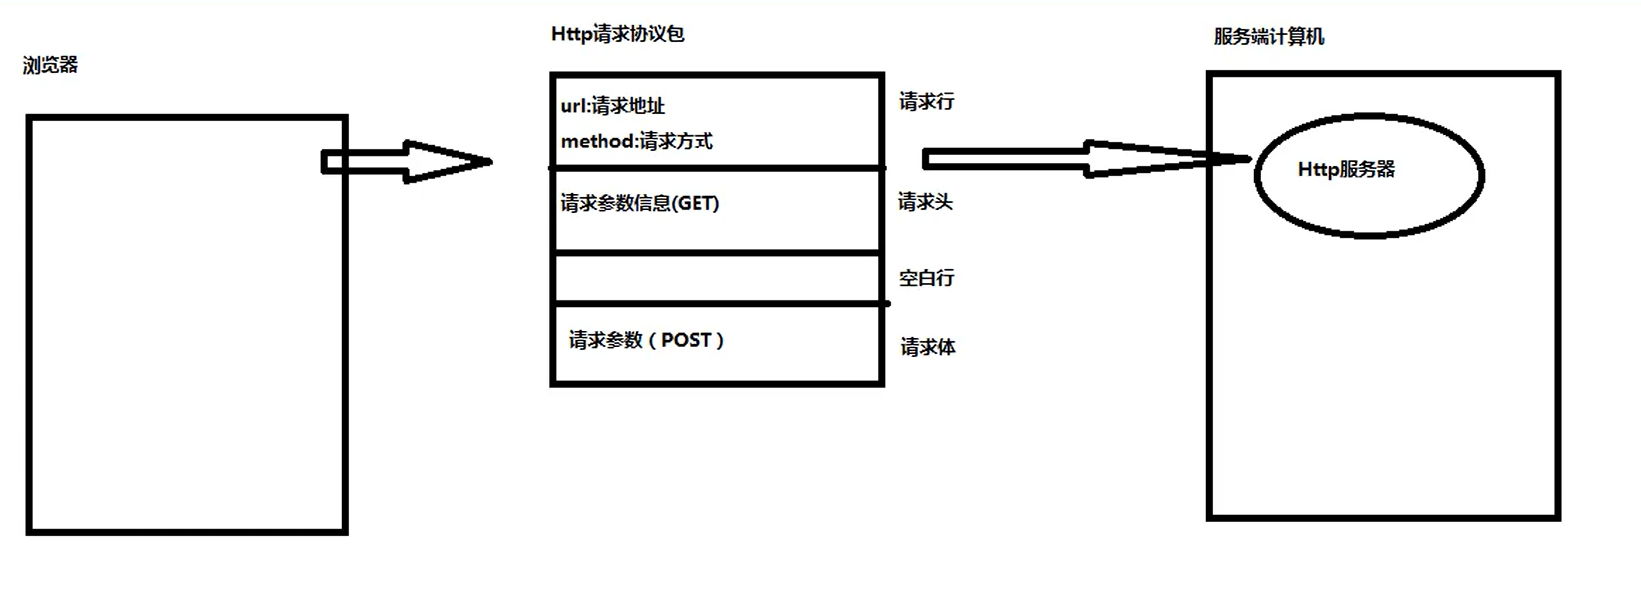 浏览器
Http请求协议包
url:请求地址
method:请求方式
请求行
请求参数信息(GET)
请求头
空白行
请求参数（POST）
请求体
服务端计算机
Http服务器